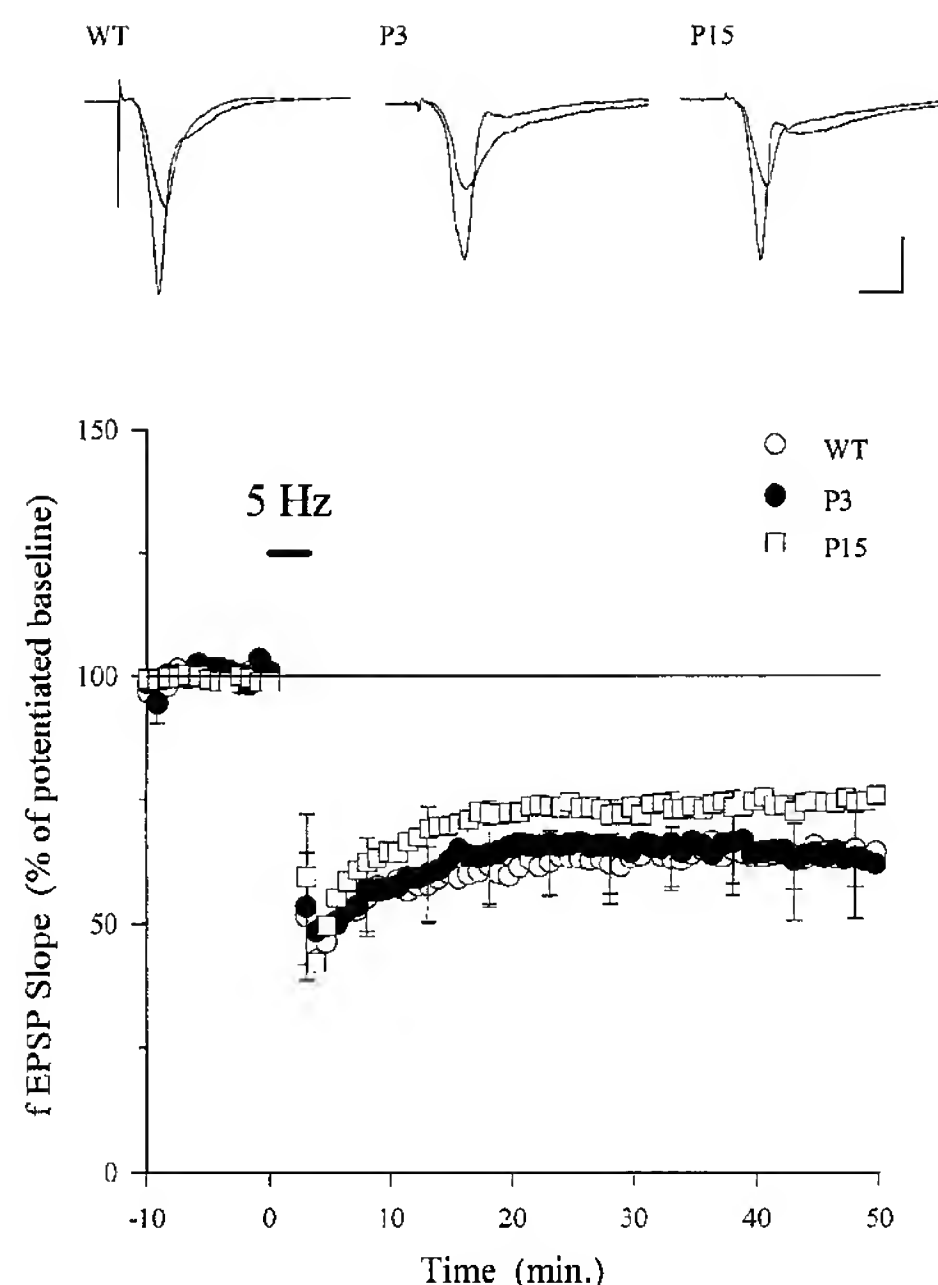 WT P3 P15
150
WT
5 Hz
P3
P15
100
50
0
-10 0 10 20 30 40 50
Time (min.)
fEPSP Slope (% of potentiated baseline)